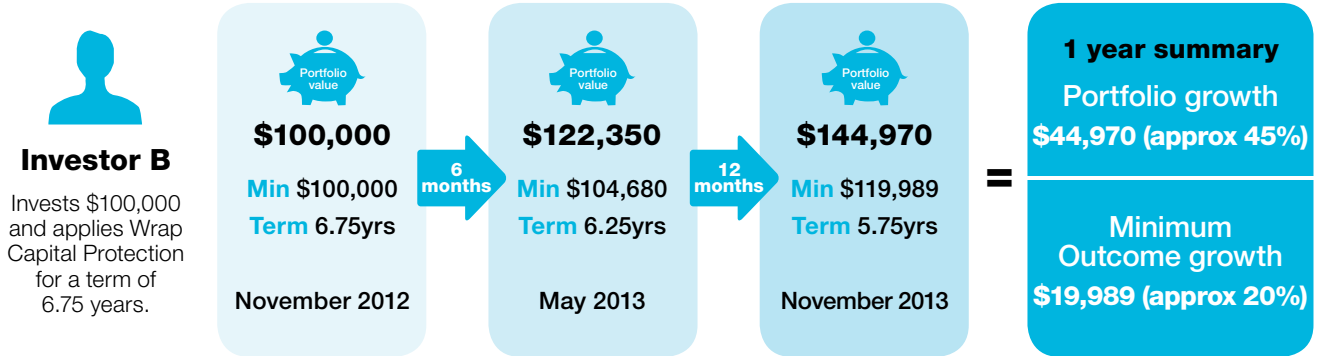 Investor B
Invests $100,000
and applies Wrap
Capital Protection
for a term of
6.75 years.
Portfolio
value
$100,000
Min $100,000
Term 6.75yrs
November 2012
6
months
Portfolio
value
$122,350
Min $104,680
Term 6.25yrs
May 2013
12
months
Portfolio
value
$144,970
Min $119,989
Term 5.75yrs
November 2013
=
1 year summary
Portfolio growth
$44,970 (approx 45%)
Minimum
Outcome growth
$19,989 (approx 20%)